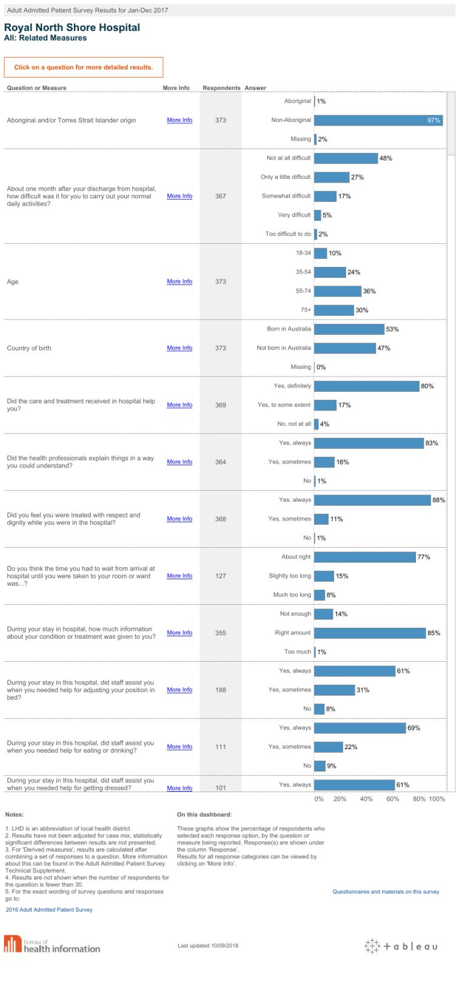 Adult Admitted Patient Survey Results for Jan-Dec 2017
Royal North Shore Hospital
All: Related Measures
Click on a question for more detailed results.
Question or Measure More Info Respondents Answer
Aboriginal and/or Torres Strait Islander origin More Info 373
Aboriginal 1%
Non-Aboriginal 97%
Missing 2%
About one month after your discharge from hospital,
how difficult was it for you to carry out your normal
daily activities?
More Info 367
Not at all difficult 48%
Only a little difficult 27%
Somewhat difficult 17%
Very difficult 5%
Too difficult to do 2%
Age More Info 373
18-34 10%
35-54 24%
55-74 36%
75+ 30%
Country of birth More Info 373
Born in Australia 53%
Not born in Australia 47%
Missing 0%
Did the care and treatment received in hospital help
you?
More Info 369
Yes, definitely 80%
Yes, to some extent 17%
No, not at all 4%
Did the health professionals explain things in a way
you could understand?
More Info 364
Yes, always 83%
Yes, sometimes 16%
No 1%
Did you feel you were treated with respect and
dignity while you were in the hospital?
More Info 368
Yes, always 88%
Yes, sometimes 11%
No 1%
Do you think the time you had to wait from arrival at
hospital until you were taken to your room or ward
was...?
More Info 127
About right 77%
Slightly too long 15%
Much too long 8%
During your stay in hospital, how much information
about your condition or treatment was given to you?
More Info 355
Not enough 14%
Right amount 85%
Too much 1%
During your stay in this hospital, did staff assist you
when you needed help for adjusting your position in
bed?
More Info 188
Yes, always 61%
Yes, sometimes 31%
No 8%
During your stay in this hospital, did staff assist you
when you needed help for eating or drinking?
More Info 111
Yes, always 69%
Yes, sometimes 22%
No 9%
During your stay in this hospital, did staff assist you
when you needed help for getting dressed?
More Info 101
Yes, always 61%
0% 20% 40% 60% 80% 100%
Notes:
1. LHD is an abbreviation of local health district.
2. Results have not been adjusted for case mix; statistically
significant differences between results are not presented.
3. For 'Derived measures', results are calculated after
combining a set of responses to a question. More information
about this can be found in the Adult Admitted Patient Survey
Technical Supplement.
4. Results are not shown when the number of respondents for
the question is fewer than 30.
5. For the exact wording of survey questions and responses
go to:
2016 Adult Admitted Patient Survey
On this dashboard:
These graphs show the percentage of respondents who
selected each response option, by the question or
measure being reported. Response(s) are shown under
the column 'Response'.
Results for all response categories can be viewed by
clicking on 'More Info'.
Questionnaires and materials on this survey
bureau of
health information
Last updated 10/09/2018
+ableau